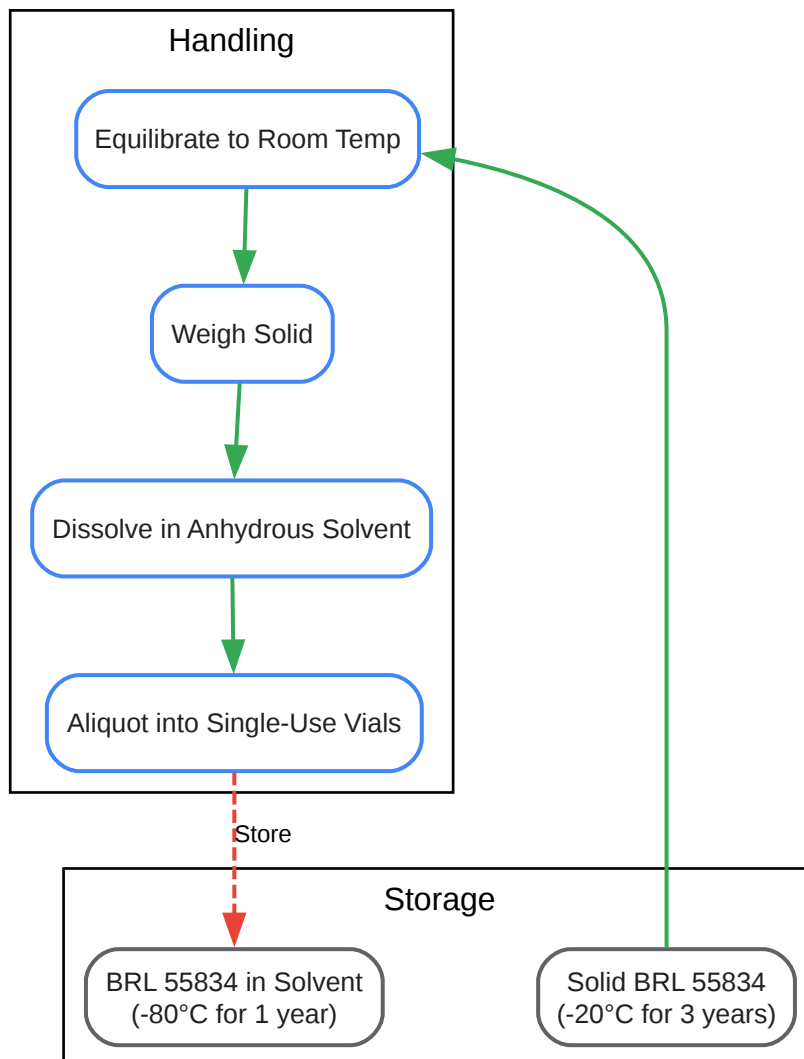 Handling
Equilibrate to Room Temp
Weigh Solid
Dissolve in Anhydrous Solvent
Aliquot into Single-Use Vials
Store
Storage
BRL 55834 in Solvent
(-80°C for 1 year)
Solid BRL 55834
(-20°C for 3 years)